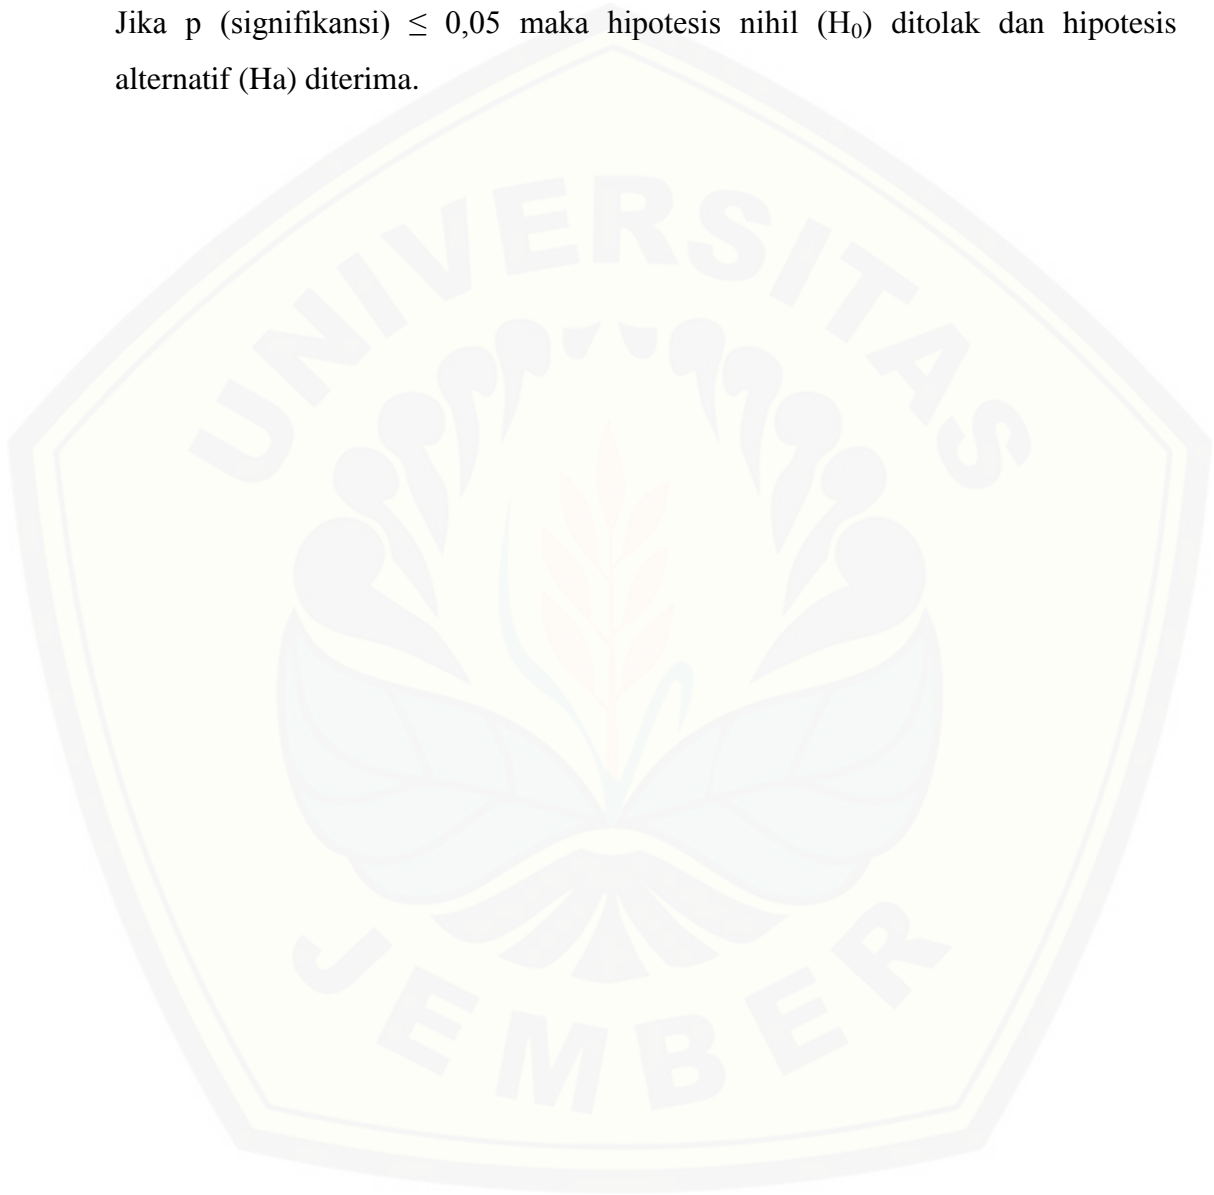 Jika p (signifikansi) ≤ 0,05 maka hipotesis nihil (H₀) ditolak dan hipotesis
alternatif (Ha) diterima.
UNIVERSITAS
JEMBER